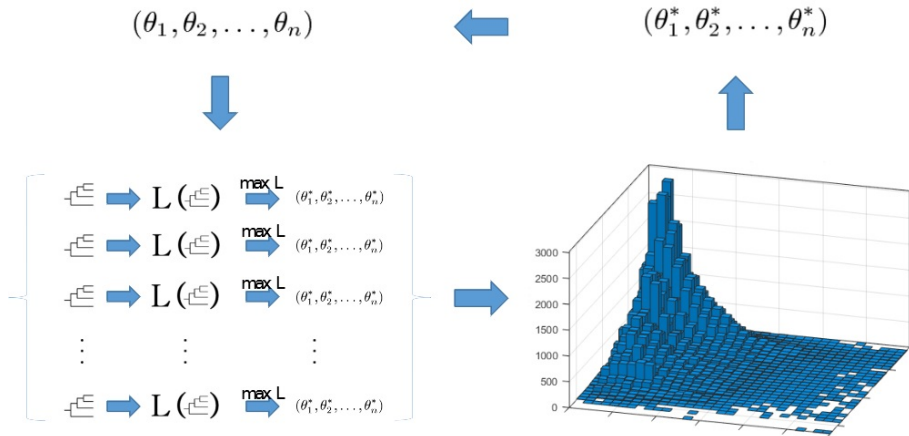 (θ₁, θ₂, . . . , θₙ) (θ₁*, θ₂*, . . . , θₙ*)
L ( ) max L (θ₁*, θ₂*, . . . , θₙ*)
L ( ) max L (θ₁*, θ₂*, . . . , θₙ*)
L ( ) max L (θ₁*, θ₂*, . . . , θₙ*)
⋮ ⋮ ⋮
L ( ) max L (θ₁*, θ₂*, . . . , θₙ*)
3000
2500
2000
1500
1000
500
0